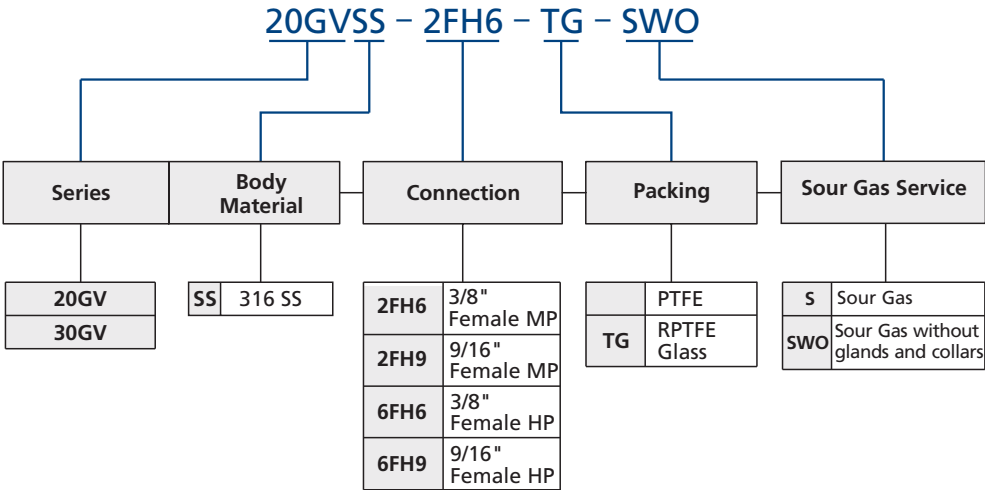 20GVSS – 2FH6 – TG – SWO
Series
Body
Material
Connection
Packing
Sour Gas Service
20GV
30GV
SS 316 SS
2FH6 3/8"
Female MP
2FH9 9/16"
Female MP
6FH6 3/8"
Female HP
6FH9 9/16"
Female HP
PTFE
TG RPTFE
Glass
S Sour Gas
SWO Sour Gas without
glands and collars